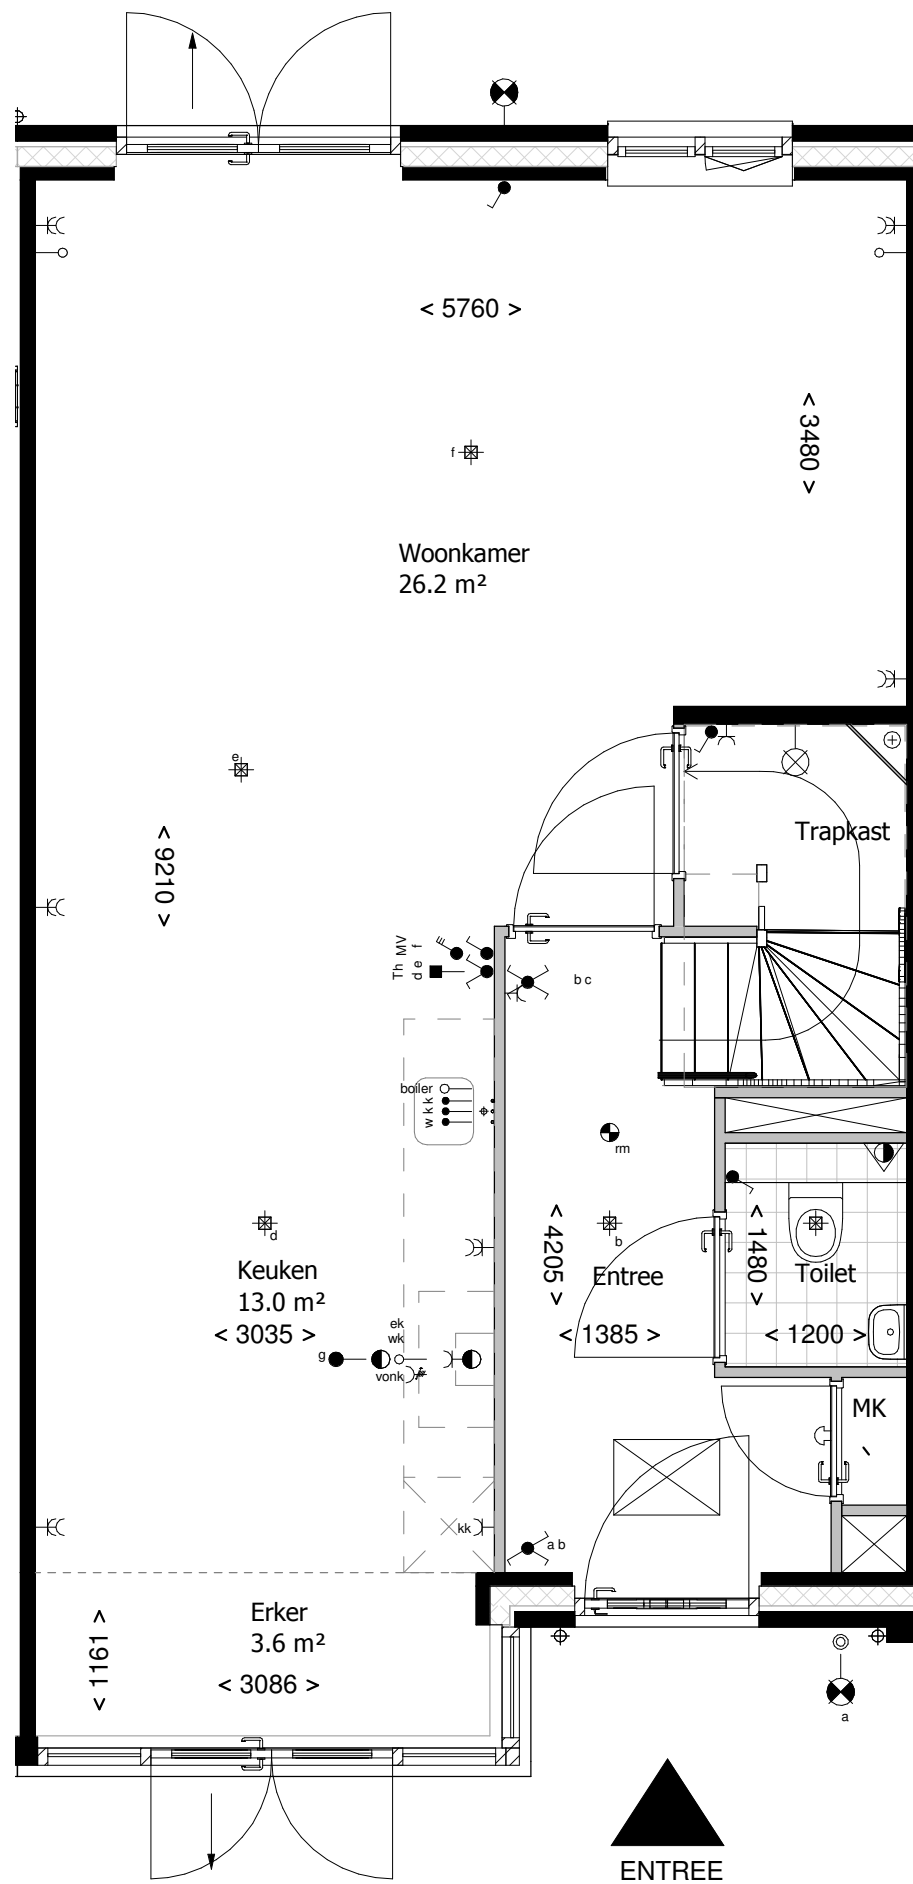 < 5760 >
< 3480 >
f
Woonkamer
26.2 m²
e
Trapkast
< 9210 >
Th MV
d e f
b c
boiler
w k k
rm
< 4205 >
< 1480 >
d
b
Keuken
13.0 m²
< 3035 >
Entree
< 1385 >
Toilet
< 1200 >
ek
wk
g
vonk
MK
kk
a b
Erker
3.6 m²
< 1161 >
< 3086 >
a
ENTREE